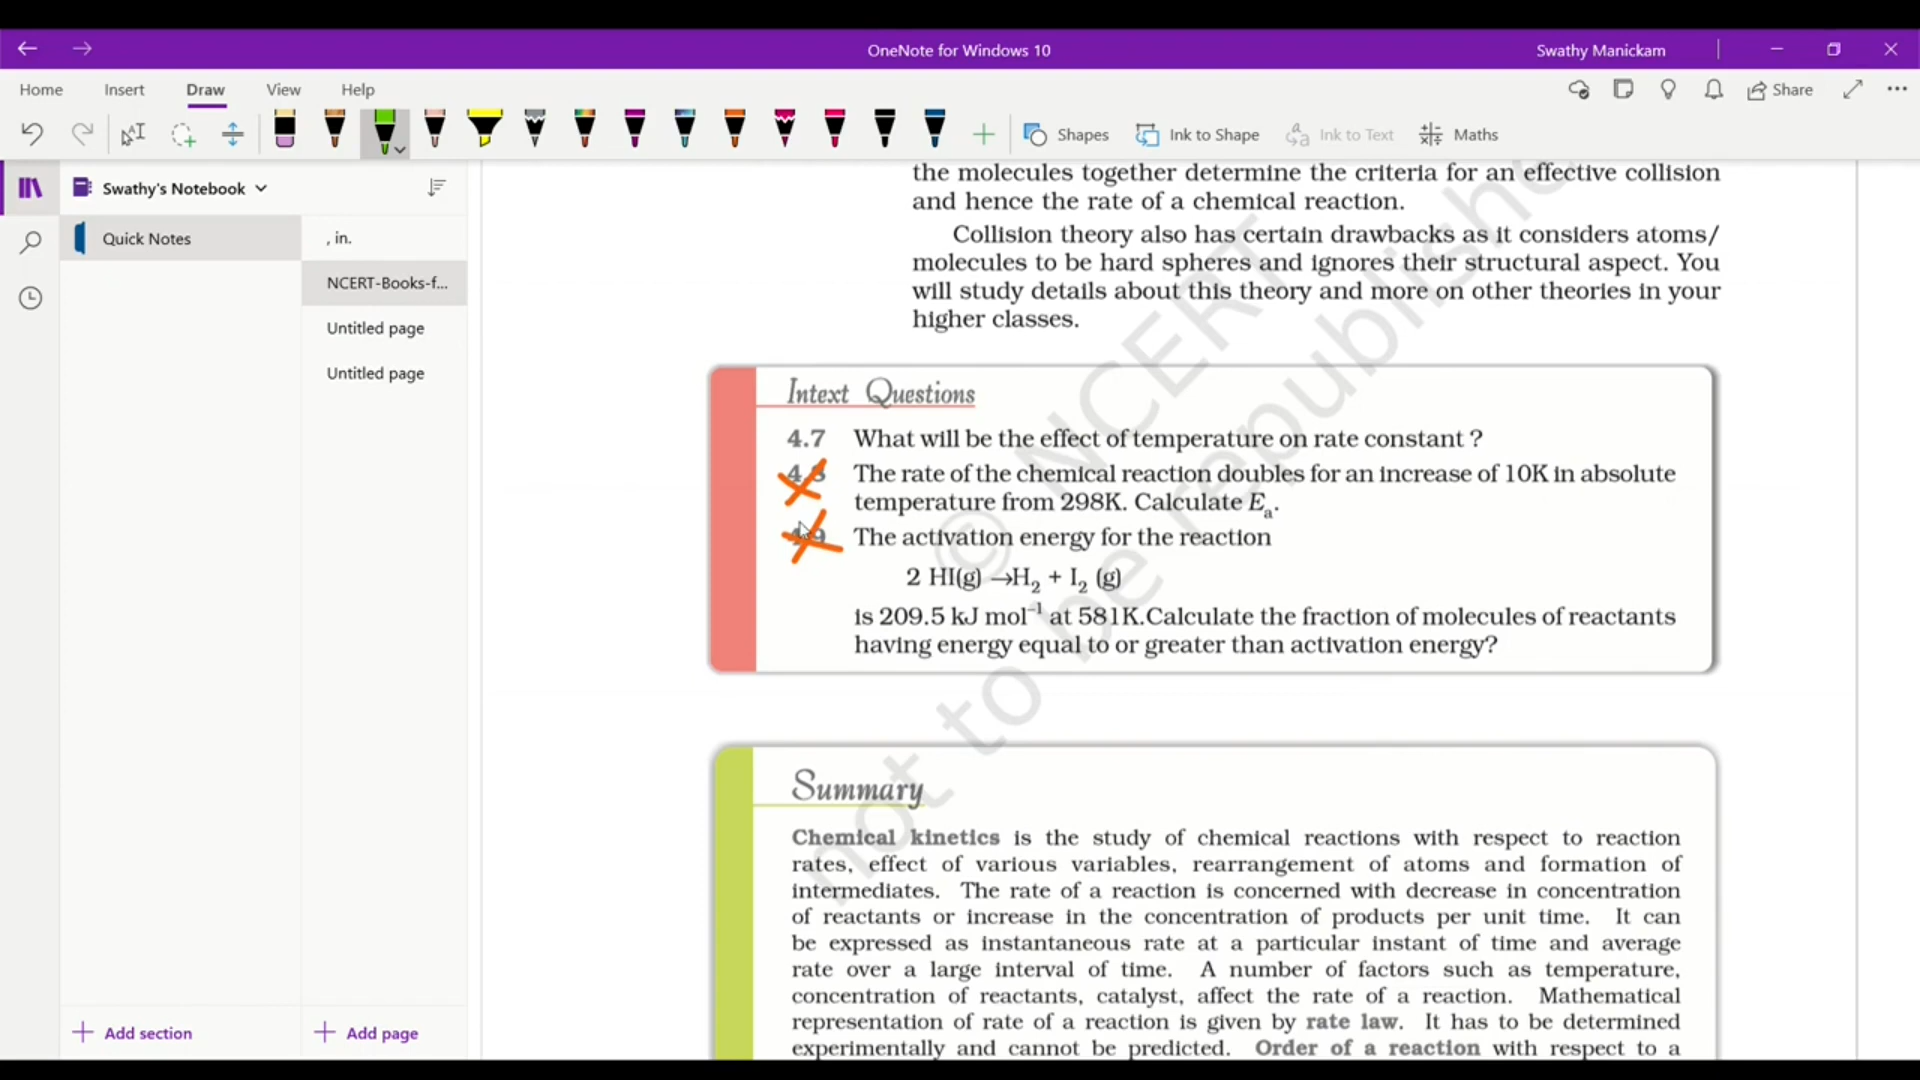 OneNote for Windows 10
Swathy Manickam
Home
Insert
Draw
View
Help
Share
Shapes
Ink to Shape
Ink to Text
Maths
Swathy's Notebook
Quick Notes
, in.
NCERT-Books-f...
Untitled page
Untitled page
Add section
Add page
the molecules together determine the criteria for an effective collision
and hence the rate of a chemical reaction.
Collision theory also has certain drawbacks as it considers atoms/
molecules to be hard spheres and ignores their structural aspect. You
will study details about this theory and more on other theories in your
higher classes.
Intext Questions
4.7 What will be the effect of temperature on rate constant ?
4.8 The rate of the chemical reaction doubles for an increase of 10K in absolute
temperature from 298K. Calculate Eₐ.
4.9 The activation energy for the reaction
2 HI(g) →H₂ + I₂ (g)
is 209.5 kJ mol⁻¹ at 581K.Calculate the fraction of molecules of reactants
having energy equal to or greater than activation energy?
Summary
Chemical kinetics is the study of chemical reactions with respect to reaction
rates, effect of various variables, rearrangement of atoms and formation of
intermediates. The rate of a reaction is concerned with decrease in concentration
of reactants or increase in the concentration of products per unit time. It can
be expressed as instantaneous rate at a particular instant of time and average
rate over a large interval of time. A number of factors such as temperature,
concentration of reactants, catalyst, affect the rate of a reaction. Mathematical
representation of rate of a reaction is given by rate law. It has to be determined
experimentally and cannot be predicted. Order of a reaction with respect to a
© NCERT
not to be republishe